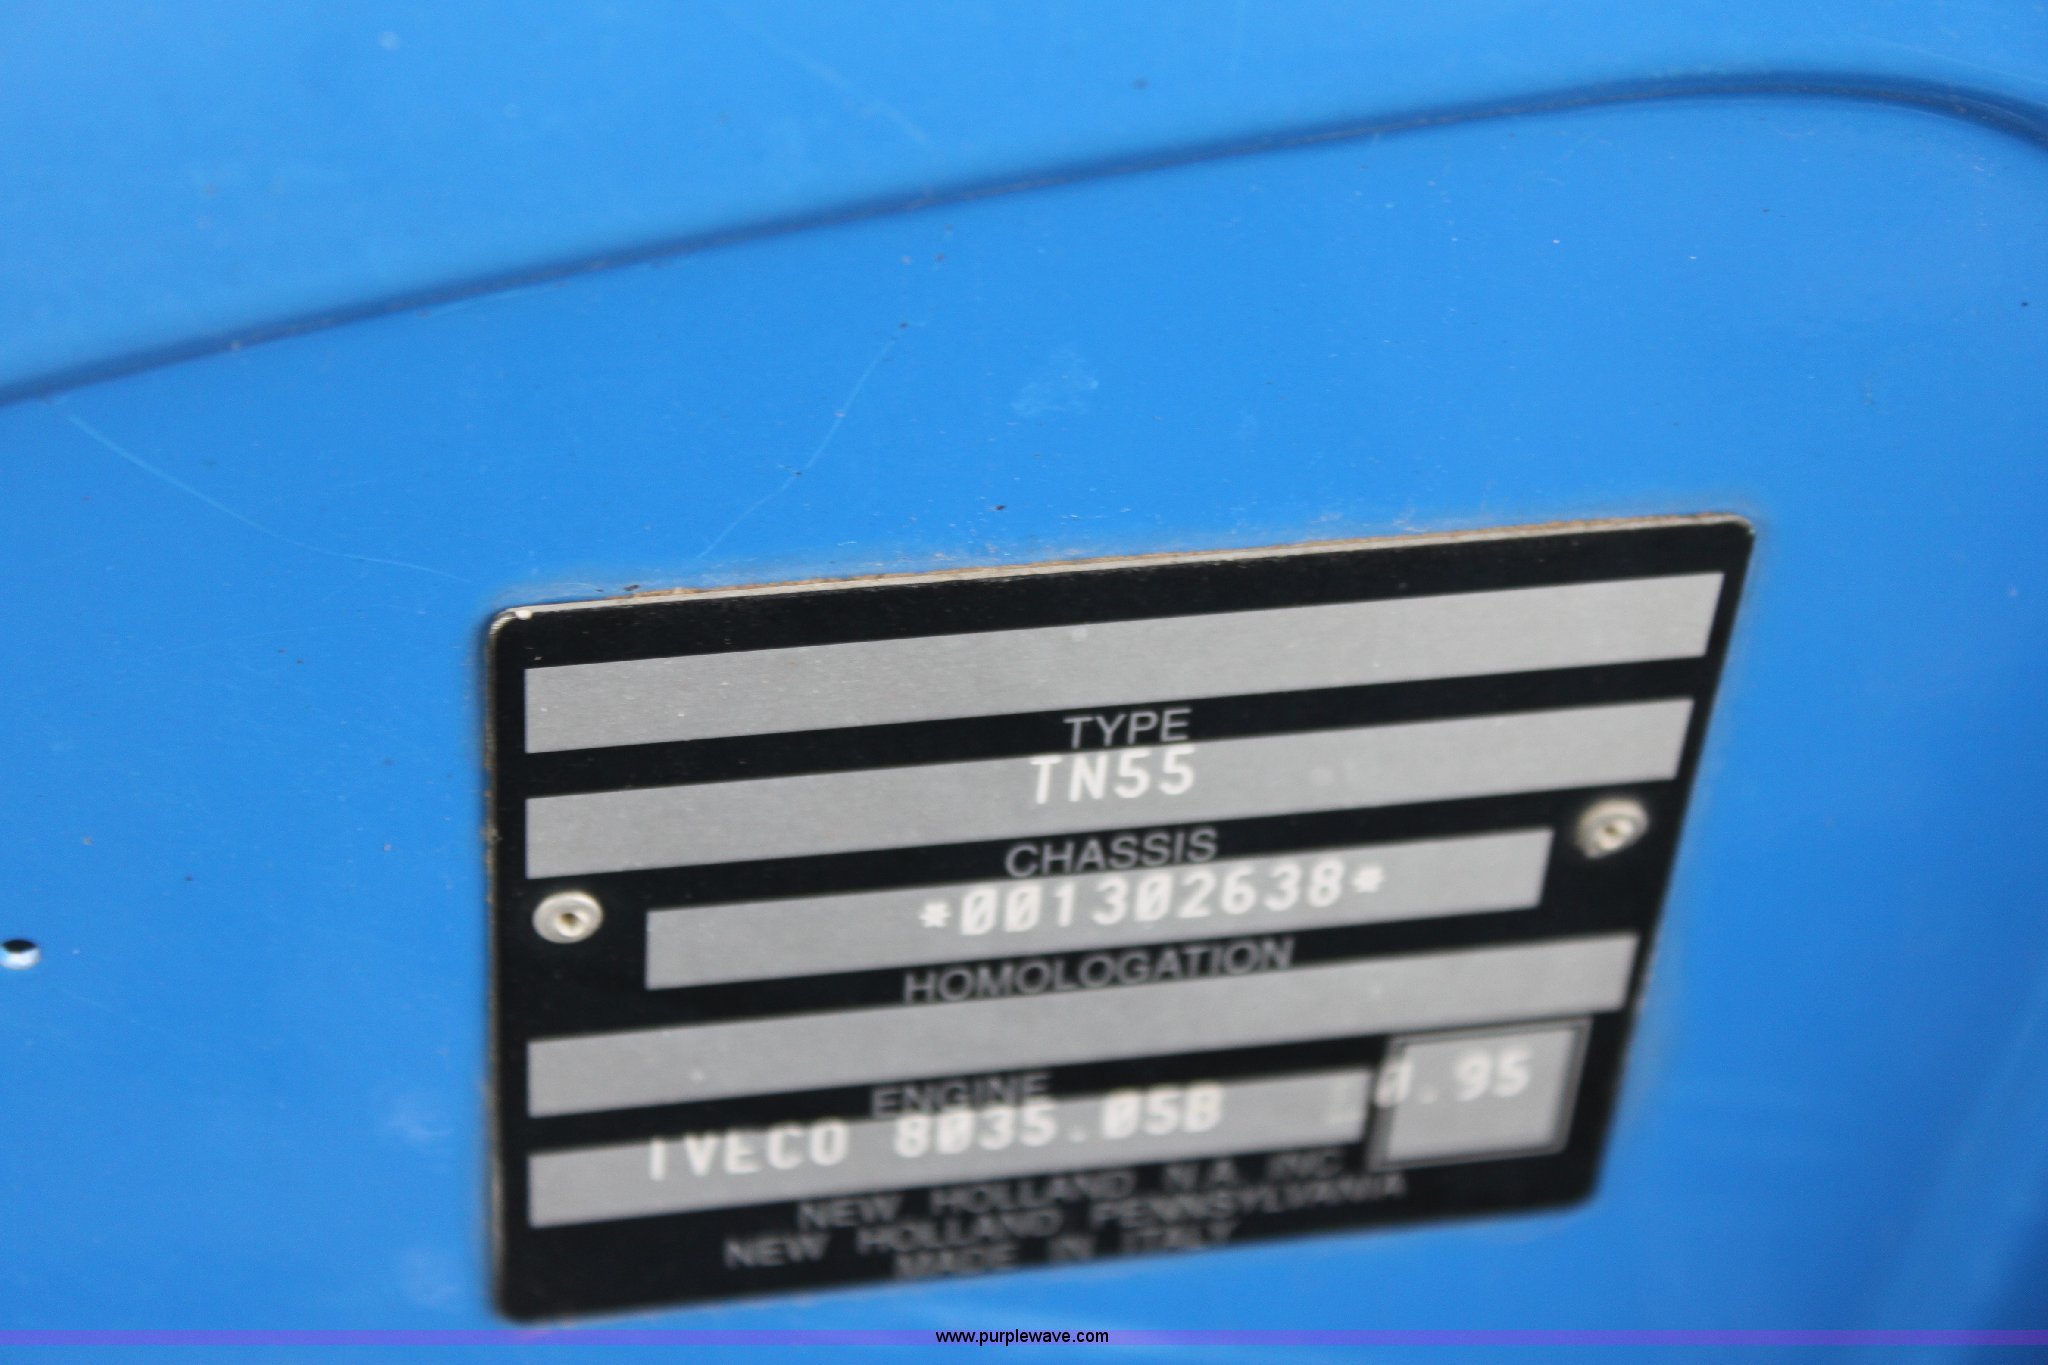 TYPE
TN55
CHASSIS
*001302638*
HOMOLOGATION
ENGINE
IVECO 8035.05B
.95
NEW HOLLAND N.A. INC
NEW HOLLAND PENNSYLVANIA
MADE IN ITALY
www.purplewave.com